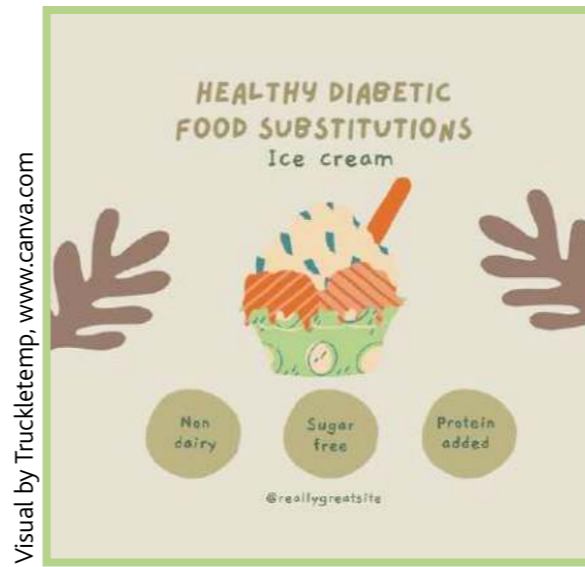 Visual by Truckletemp, www.canva.com
HEALTHY DIABETIC
FOOD SUBSTITUTIONS
Ice cream
Non
dairy
Sugar
free
Protein
added
@reallygreatsite